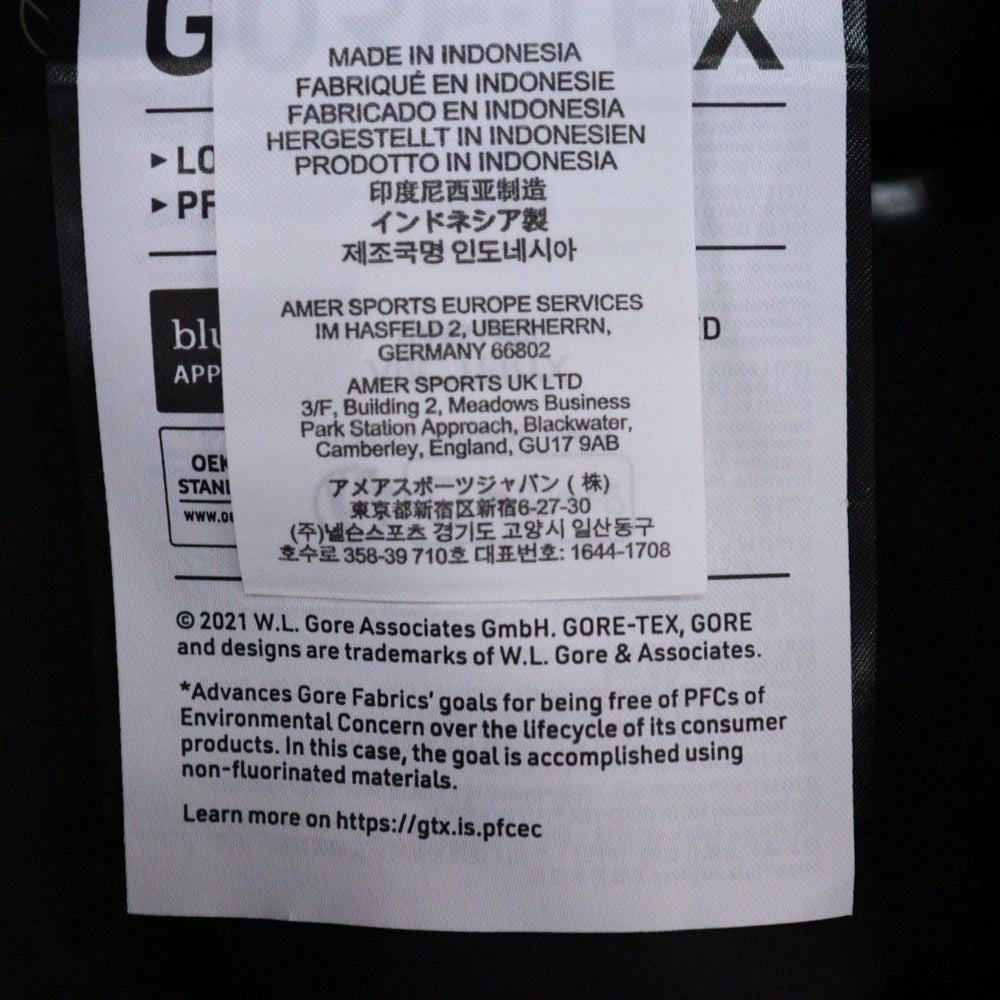 MADE IN INDONESIA
FABRIQUÉ EN INDONESIE
FABRICADO EN INDONESIA
HERGESTELLT IN INDONESIEN
PRODOTTO IN INDONESIA
印度尼西亚制造
インドネシア製
제조국명 인도네시아
AMER SPORTS EUROPE SERVICES
IM HASFELD 2, UBERHERRN,
GERMANY 66802
AMER SPORTS UK LTD
3/F, Building 2, Meadows Business
Park Station Approach, Blackwater,
Camberley, England, GU17 9AB
アメアスポーツジャパン ( 株)
東京都新宿区新宿6-27-30
(주)넬슨스포츠 경기도 고양시 일산동구
호수로 358-39 710호 대표번호: 1644-1708
© 2021 W.L. Gore Associates GmbH. GORE-TEX, GORE
and designs are trademarks of W.L. Gore & Associates.
*Advances Gore Fabrics' goals for being free of PFCs of
Environmental Concern over the lifecycle of its consumer
products. In this case, the goal is accomplished using
non-fluorinated materials.
Learn more on https://gtx.is.pfcec